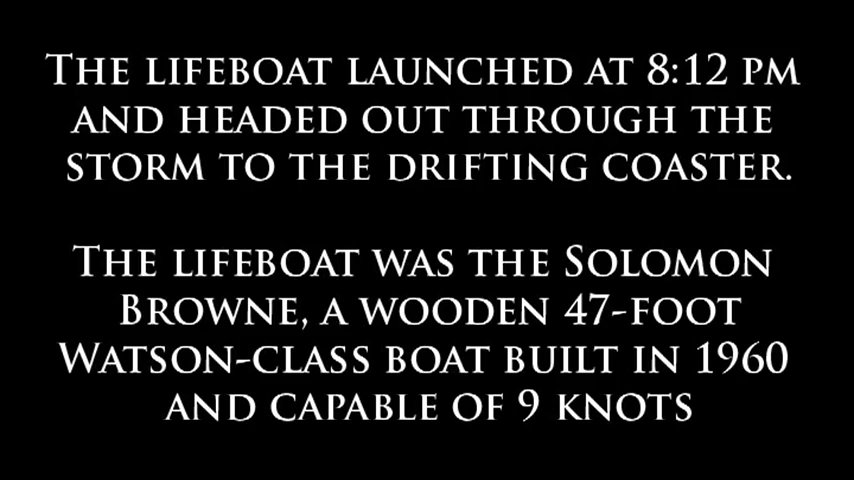 The lifeboat launched at 8:12 pm
and headed out through the
storm to the drifting coaster.
The lifeboat was the Solomon
Browne, a wooden 47-foot
Watson-class boat built in 1960
and capable of 9 knots